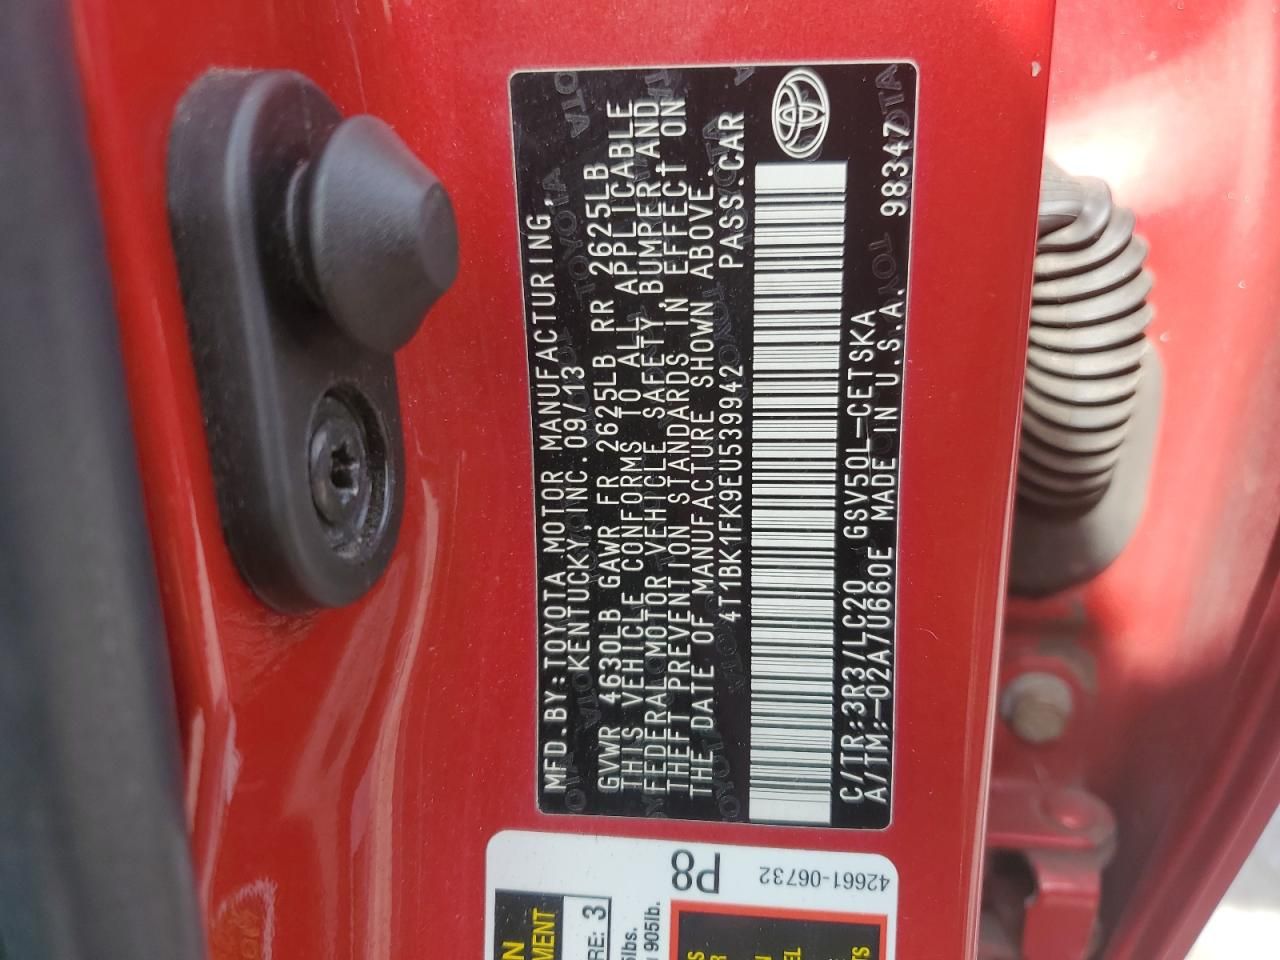 MFD.BY:TOYOTA MOTOR MANUFACTURING,
KENTUCKY,INC.09/13
GVWR 4630LB GAWR FR 2625LB RR 2625LB
THIS VEHICLE CONFORMS TO ALL APPLICABLE
FEDERAL MOTOR VEHICLE SAFETY,BUMPER AND
THEFT PREVENTION STANDARDS IN EFFECT ON
THE DATE OF MANUFACTURE SHOWN ABOVE.
4T1BK1FK9EU539942 PASS.CAR
C/TR:3R3/LC20 GSV50L-CETSKA
A/TM:-02A/U660E MADE IN U.S.A. 98347
P8
42661-06732
RE: 3
905lb.